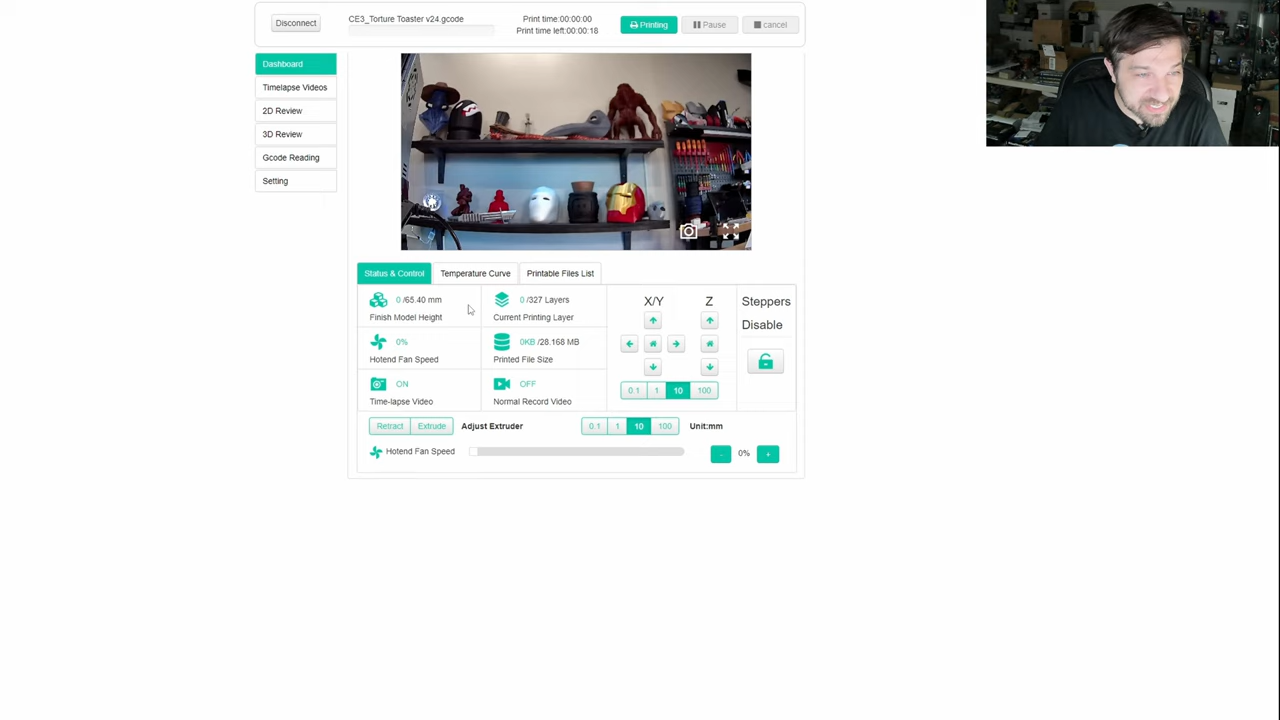 Disconnect
CE3_Torture Toaster v24.gcode
Print time:00:00:00
Print time left:00:00:18
Printing
Pause
cancel
Dashboard
Timelapse Videos
2D Review
3D Review
Gcode Reading
Setting
Status & Control
Temperature Curve
Printable Files List
0 /65.40 mm
Finish Model Height
0 /327 Layers
Current Printing Layer
0%
Hotend Fan Speed
0KB /28.168 MB
Printed File Size
ON
Time-lapse Video
OFF
Normal Record Video
X/Y
Z
0.1 1 10 100
Steppers
Disable
Retract Extrude Adjust Extruder 0.1 1 10 100 Unit:mm
Hotend Fan Speed - 0% +